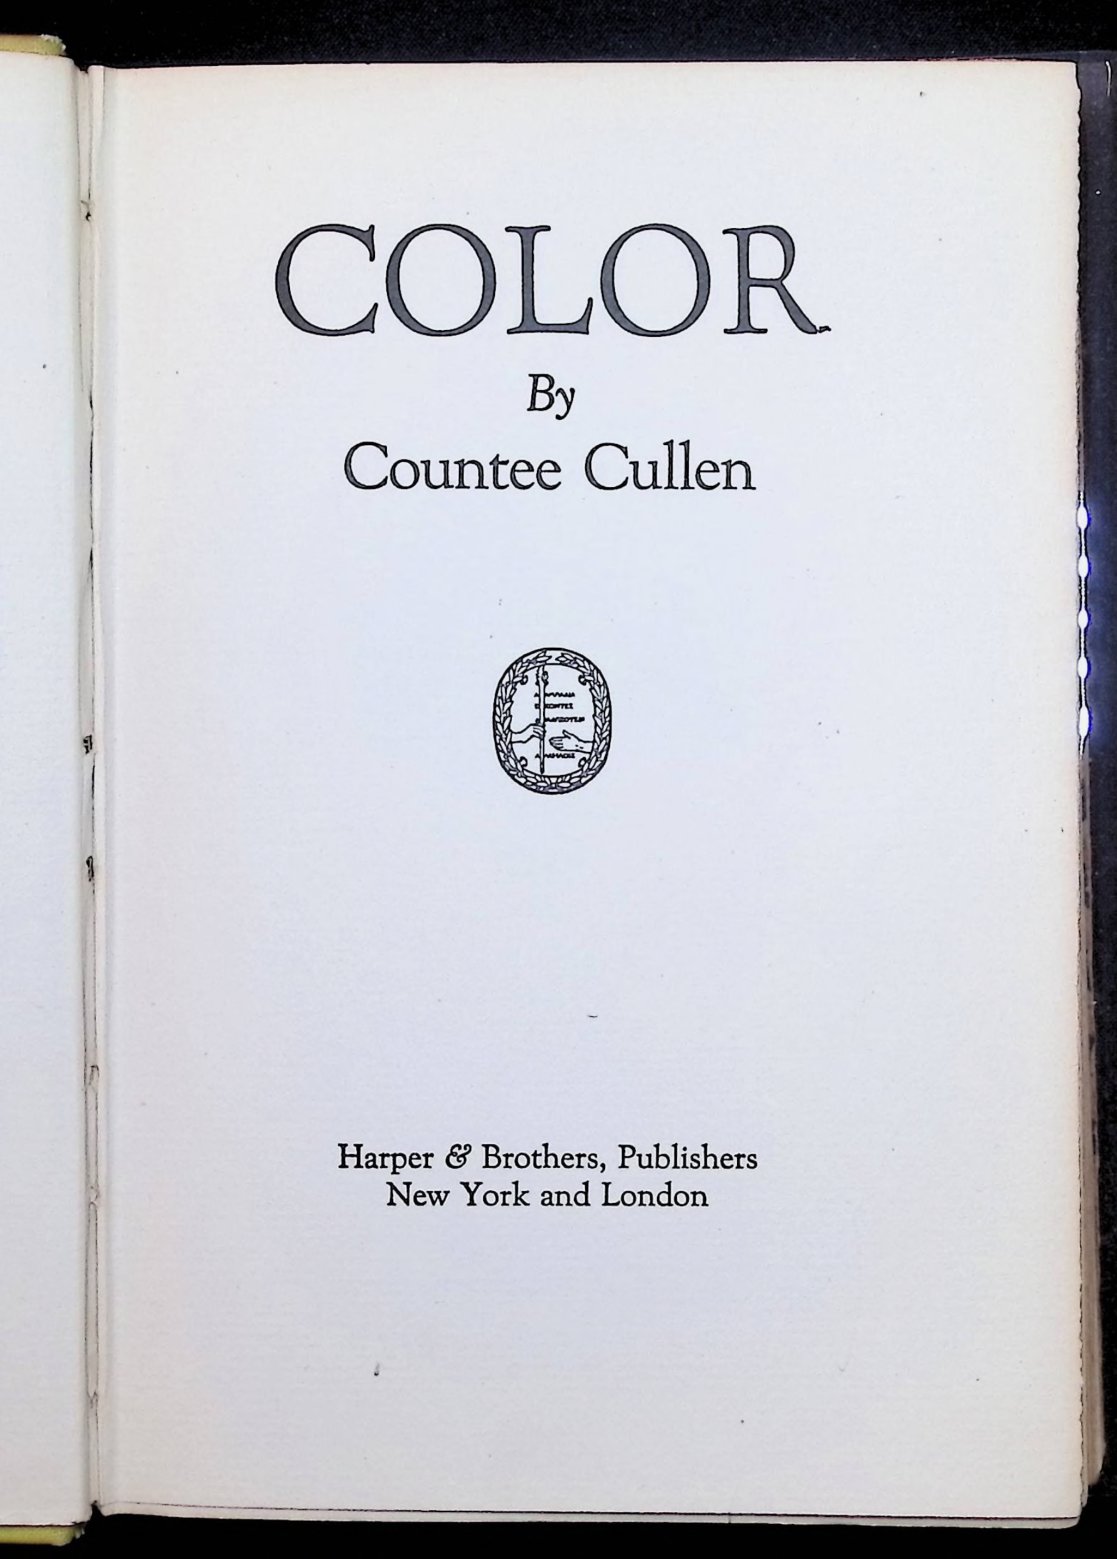 COLOR
By
Countee Cullen
Harper & Brothers, Publishers
New York and London